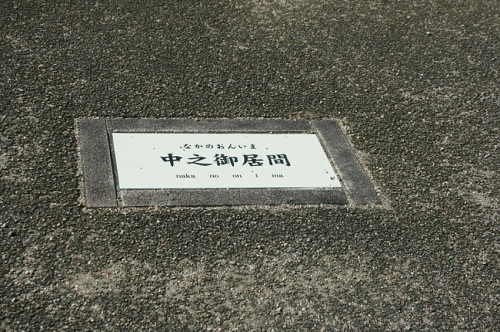 なかのおんいま
中之御居間
naka no on i ma